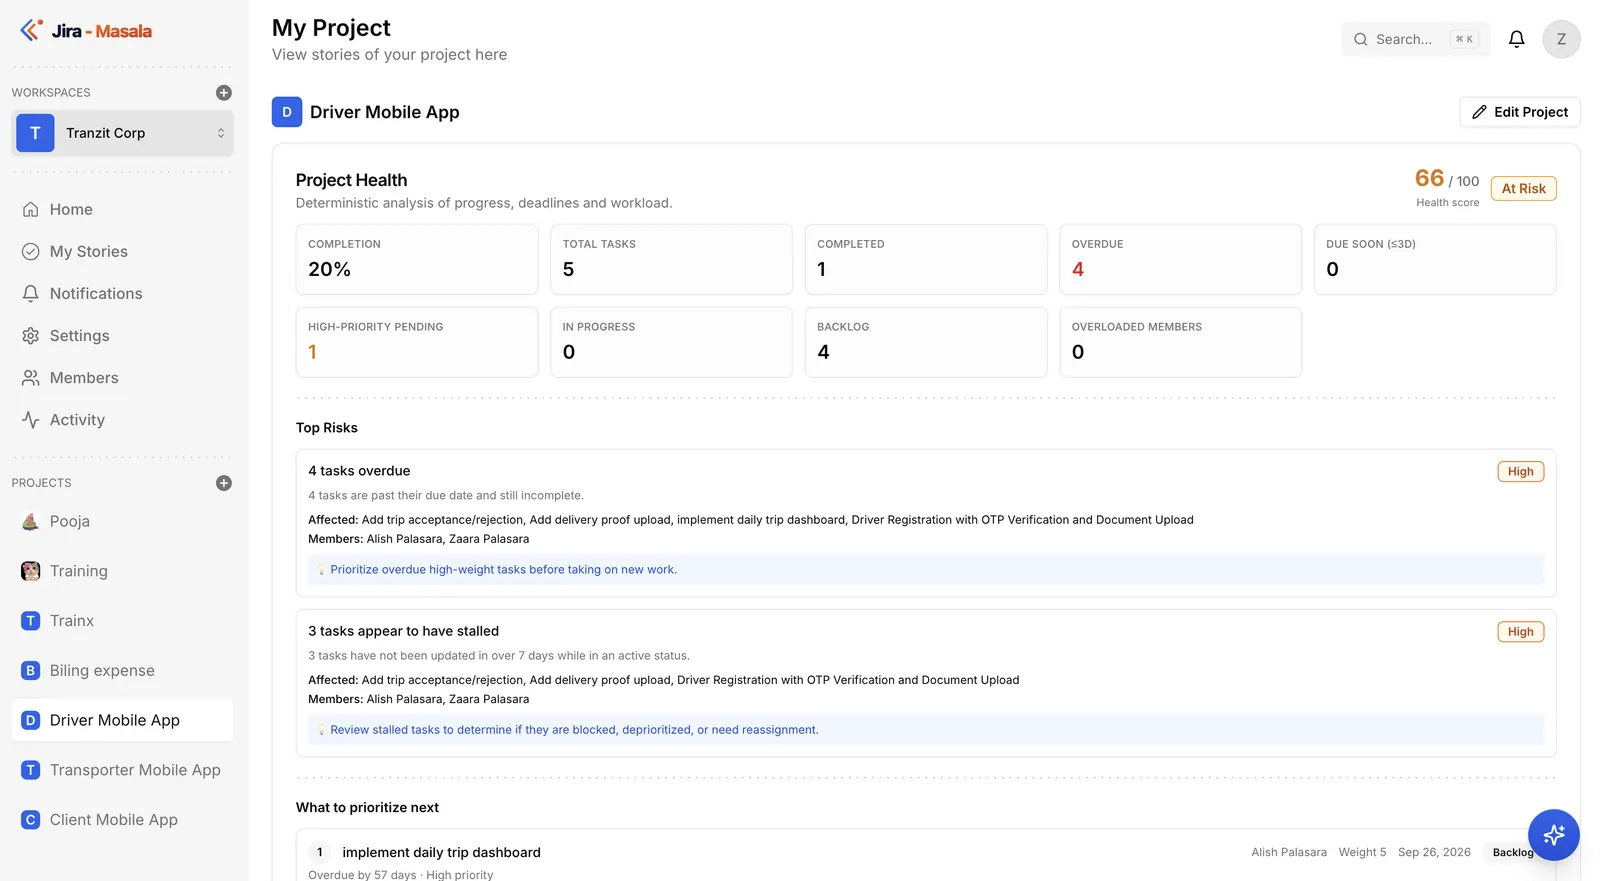 Jira - Masala
WORKSPACES
T
Tranzit Corp
Home
My Stories
Notifications
Settings
Members
Activity
PROJECTS
Pooja
Training
T Trainx
B Biling expense
D Driver Mobile App
T Transporter Mobile App
C Client Mobile App
My Project
View stories of your project here
Search... ⌘ K
Z
D Driver Mobile App
Edit Project
Project Health
Deterministic analysis of progress, deadlines and workload.
66 / 100
Health score
At Risk
COMPLETION
20%
TOTAL TASKS
5
COMPLETED
1
OVERDUE
4
DUE SOON (≤3D)
0
HIGH-PRIORITY PENDING
1
IN PROGRESS
0
BACKLOG
4
OVERLOADED MEMBERS
0
Top Risks
4 tasks overdue
High
4 tasks are past their due date and still incomplete.
Affected: Add trip acceptance/rejection, Add delivery proof upload, implement daily trip dashboard, Driver Registration with OTP Verification and Document Upload
Members: Alish Palasara, Zaara Palasara
Prioritize overdue high-weight tasks before taking on new work.
3 tasks appear to have stalled
High
3 tasks have not been updated in over 7 days while in an active status.
Affected: Add trip acceptance/rejection, Add delivery proof upload, Driver Registration with OTP Verification and Document Upload
Members: Alish Palasara, Zaara Palasara
Review stalled tasks to determine if they are blocked, deprioritized, or need reassignment.
What to prioritize next
1 implement daily trip dashboard
Alish Palasara Weight 5 Sep 26, 2026 Backlog
Overdue by 57 days · High priority